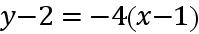 y−2 = −4(x−1)